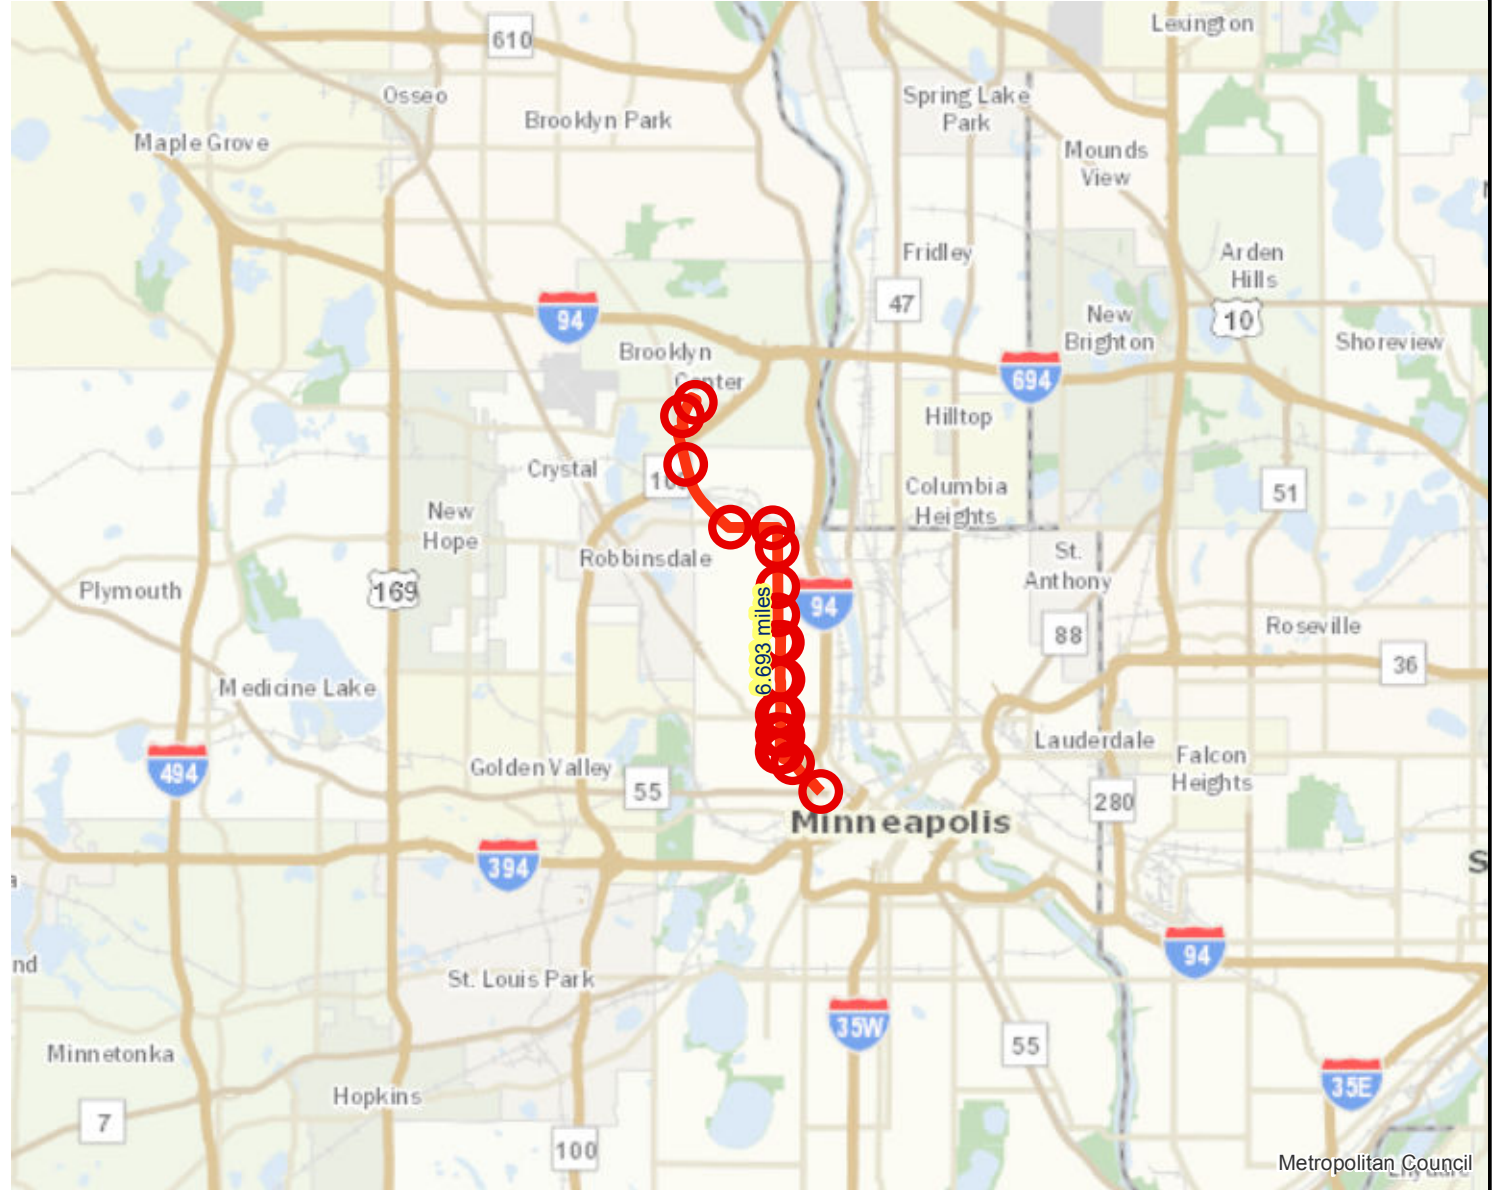 Lexington
610
Osseo
Spring Lake
Park
Brooklyn Park
Maple Grove
Mounds
View
Fridley
Arden
Hills
47
94
New
Brighton
10
Shoreview
Brooklyn
Center
694
Hilltop
Crystal
Columbia
Heights
51
New
Hope
Robbinsdale
St.
Anthony
Plymouth
169
94
6.693 miles
88
Roseville
36
Medicine Lake
Lauderdale
Falcon
Heights
494
Golden Valley
55
280
Minneapolis
394
94
nd
St. Louis Park
35W
55
Minnetonka
35E
Hopkins
7
100
Metropolitan Council